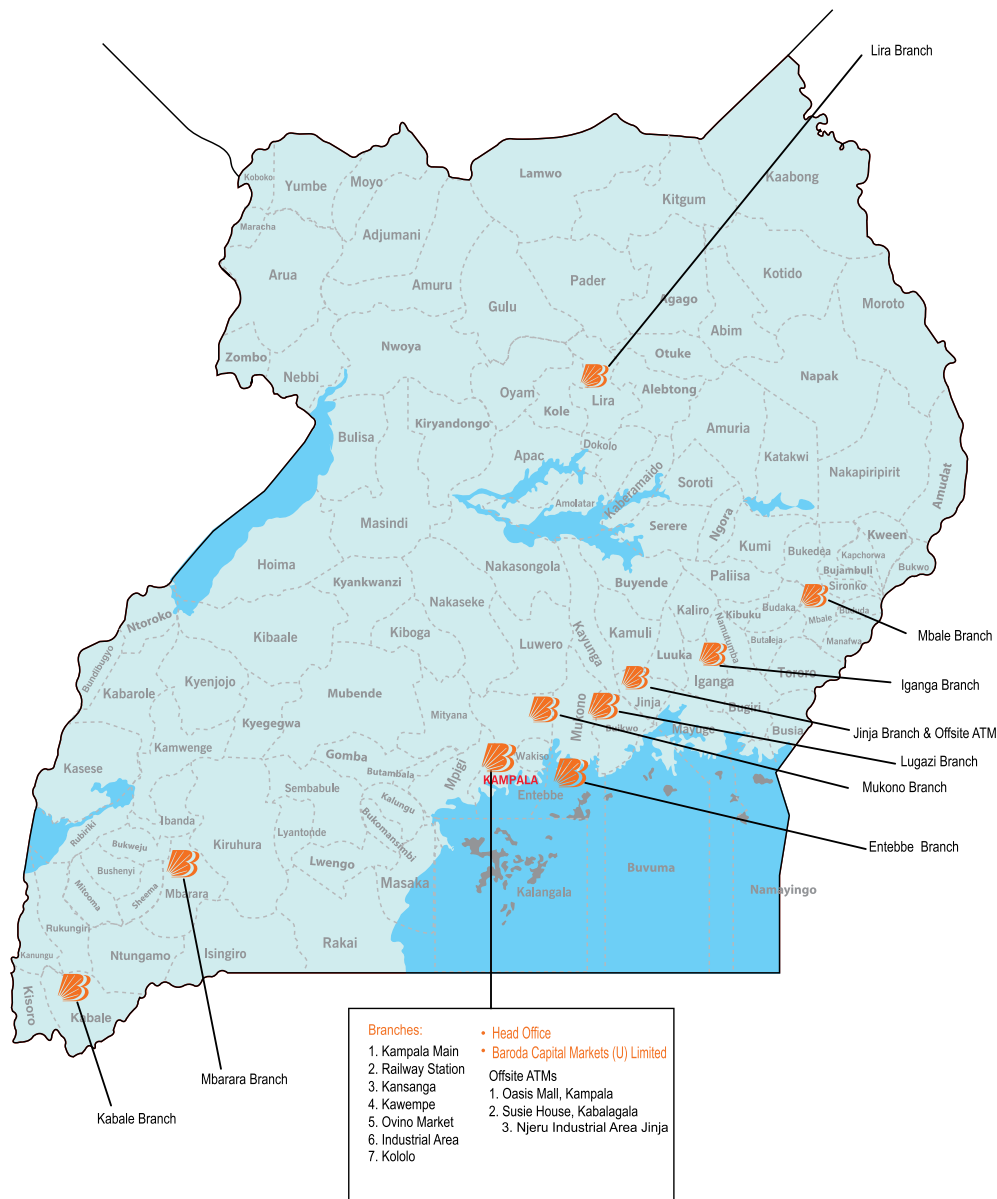 Lira Branch
Lamwo
Koboko
Yumbe
Moyo
Kaabong
Kitgum
Maracha
Adjumani
Arua
Amuru
Pader
Kotido
Gulu
Agago
Moroto
Abim
Zombo
Nwoya
Otuke
Nebbi
Napak
Oyam
Lira
Alebtong
Kole
Kiryandongo
Amuria
Bulisa
Dokolo
Apac
Katakwi
Nakapiripirit
Kaberamaido
Soroti
Amudat
Amolatar
Masindi
Serere
Ngora
Kween
Kumi
Bukedea
Kapchorwa
Hoima
Nakasongola
Bujambuli
Bukwo
Kyankwanzi
Buyende
Paliisa
Sironko
Nakaseke
Kaliro
Kibuku
Budaka
Bududa
Mbale
Ntoroko
Kibaale
Kiboga
Luwero
Kayunga
Kamuli
Namutumba
Butaleja
Manafwa
Mbale Branch
Bundibugyo
Luuka
Kabarole
Kyenjojo
Iganga
Tororo
Iganga Branch
Mubende
Jinja
Bugiri
Kyegegwa
Mityana
Mukono
Buikwo
Mayuge
Busia
Jinja Branch & Offsite ATM
Kamwenge
Gomba
Mpigi
Wakiso
Lugazi Branch
Kasese
Butambala
KAMPALA
Mukono Branch
Sembabule
Kalungu
Entebbe
Rubiriki
Ibanda
Bukomansimbi
Lyantonde
Bukweju
Kiruhura
Entebbe Branch
Bushenyi
Lwengo
Mitooma
Sheema
Mbarara
Masaka
Kalangala
Buvuma
Namayingo
Rukungiri
Rakai
Kanungu
Ntungamo
Isingiro
Kisoro
Kabale
Mbarara Branch
Kabale Branch
Branches:
1. Kampala Main
2. Railway Station
3. Kansanga
4. Kawempe
5. Ovino Market
6. Industrial Area
7. Kololo
• Head Office
• Baroda Capital Markets (U) Limited
Offsite ATMs
1. Oasis Mall, Kampala
2. Susie House, Kabalagala
3. Njeru Industrial Area Jinja